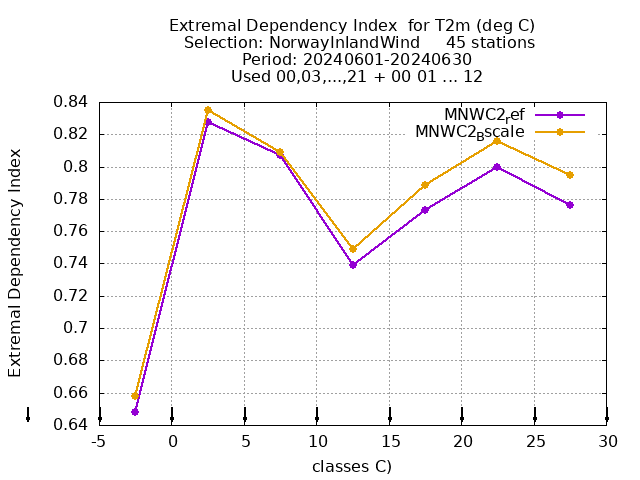 Extremal Dependency Index  for T2m (deg C)
Selection: NorwayInlandWind     45 stations
Period: 20240601-20240630
Used 00,03,...,21 + 00 01 ... 12
Extremal Dependency Index
0.84
0.82
0.8
0.78
0.76
0.74
0.72
0.7
0.68
0.66
0.64
MNWC2ref
MNWC2Bscale
-5 0 5 10 15 20 25 30
classes C)